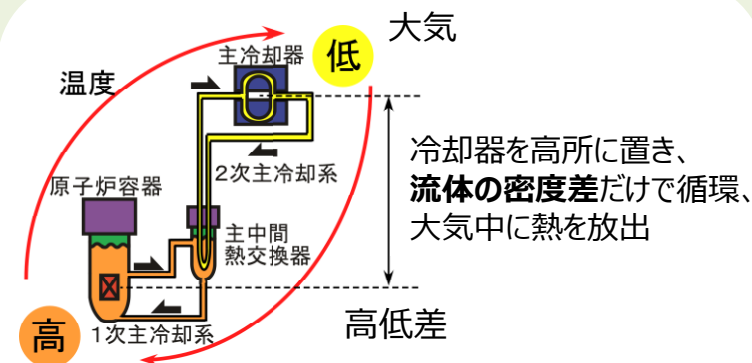 大気
主冷却器
低
温度
冷却器を高所に置き、
流体の密度差だけで循環、
大気中に熱を放出
2次主冷却系
原子炉容器
主中間
熱交換器
高
1次主冷却系
高低差